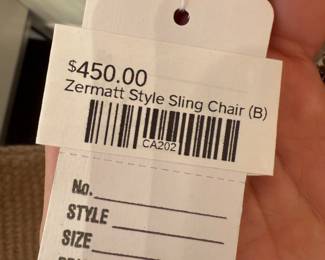 $450.00
Zermatt Style Sling Chair (B)
CA202
No.
STYLE
SIZE